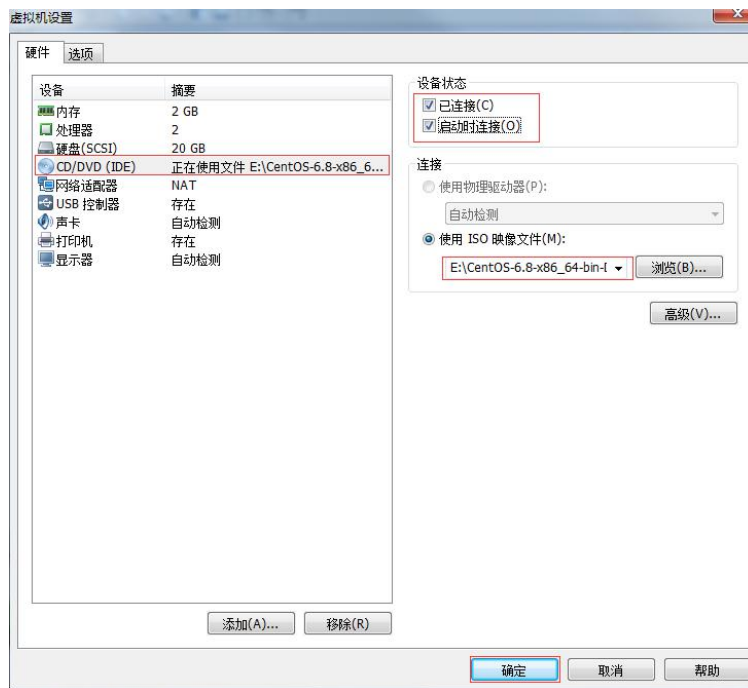 虚拟机设置
硬件 选项
设备 摘要
内存 2 GB
处理器 2
硬盘(SCSI) 20 GB
CD/DVD (IDE) 正在使用文件 E:\CentOS-6.8-x86_6...
网络适配器 NAT
USB 控制器 存在
声卡 自动检测
打印机 存在
显示器 自动检测
添加(A)... 移除(R)
设备状态
已连接(C)
启动时连接(O)
连接
使用物理驱动器(P):
自动检测
使用 ISO 映像文件(M):
E:\CentOS-6.8-x86_64-bin-I 浏览(B)...
高级(V)...
确定 取消 帮助